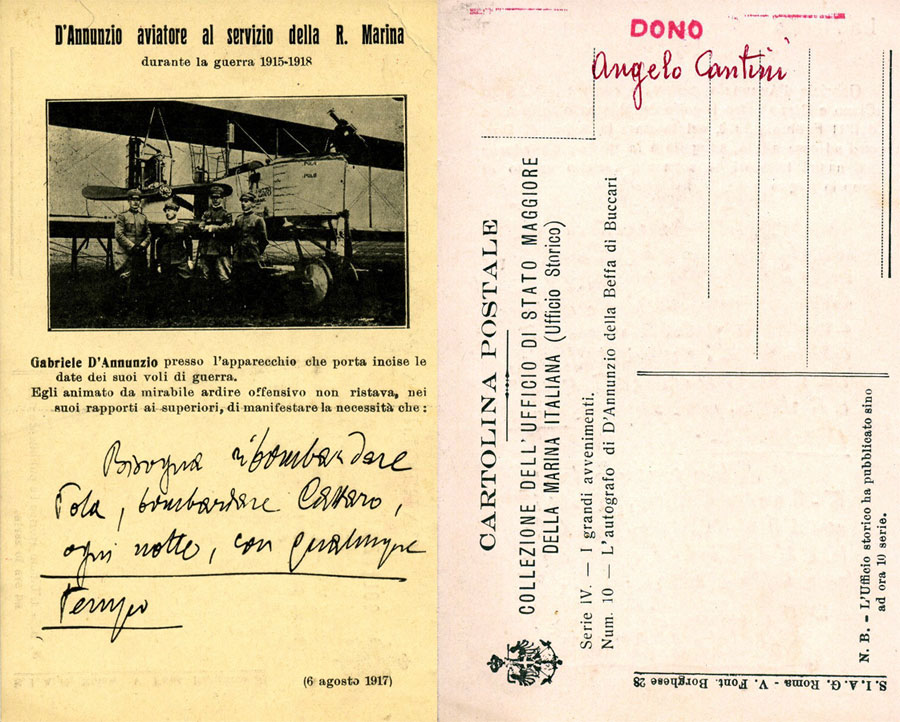 D'Annunzio aviatore al servizio della R. Marina
durante la guerra 1915-1918
POLA
POLA
Gabriele D'Annunzio presso l'apparecchio che porta incise le
date dei suoi voli di guerra.
Egli animato da mirabile ardire offensivo non ristava, nei
suoi rapporti ai superiori, di manifestare la necessità che :
Bisogna ribombardare
Pola, bombardare Cattaro,
ogni notte, con qualunque
Tempo
(6 agosto 1917)
DONO
Angelo Cantini
CARTOLINA POSTALE
COLLEZIONE DELL'UFFICIO DI STATO MAGGIORE
DELLA MARINA ITALIANA (Ufficio Storico)
Serie IV. — I grandi avvenimenti.
Num. 10 — L'autografo di D'Annunzio della Beffa di Buccari
N. B. – L'Ufficio storico ha pubblicato sino
ad ora 10 serie.
S. I. A. G. Roma - V. Font. Borghese 28